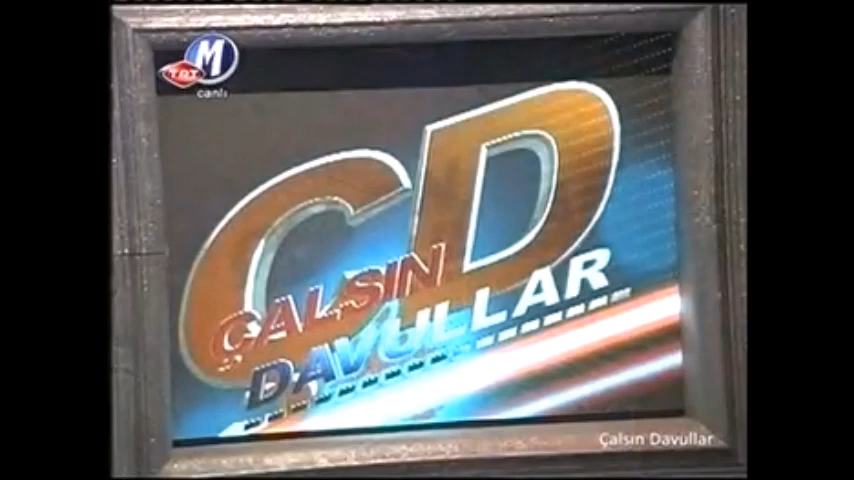 TRT M
canlı
CD
ÇALSIN
DAVULLAR
Çalsın Davullar